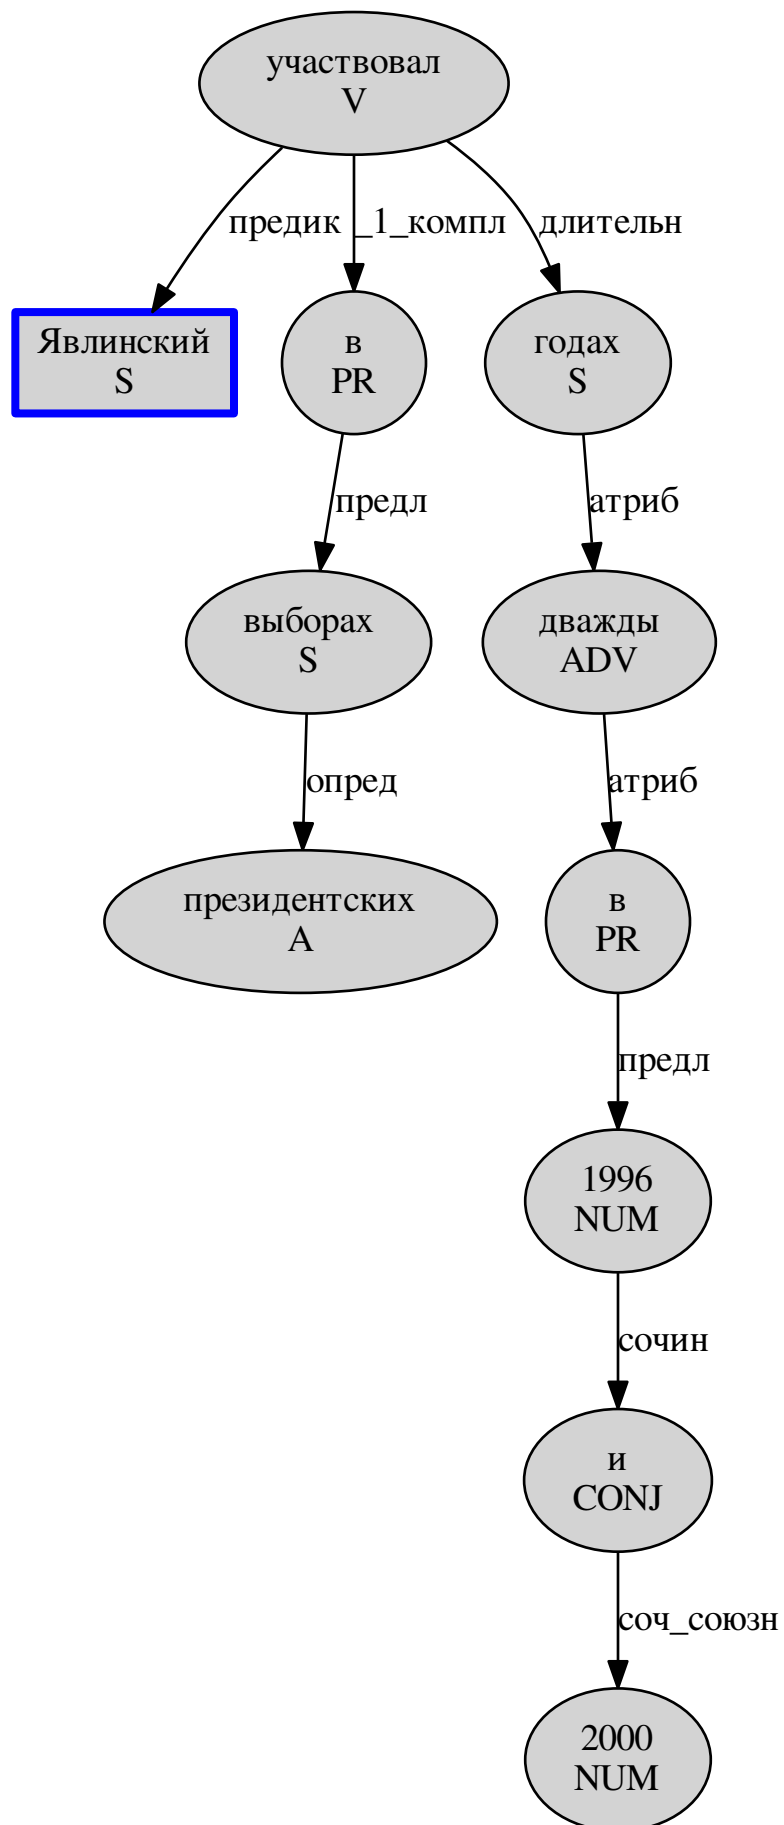 участвовал
V
предик
_1_компл
длительн
Явлинский
S
в
PR
годах
S
предл
атриб
выборах
S
дважды
ADV
опред
атриб
президентских
A
в
PR
предл
1996
NUM
сочин
и
CONJ
соч_союзн
2000
NUM